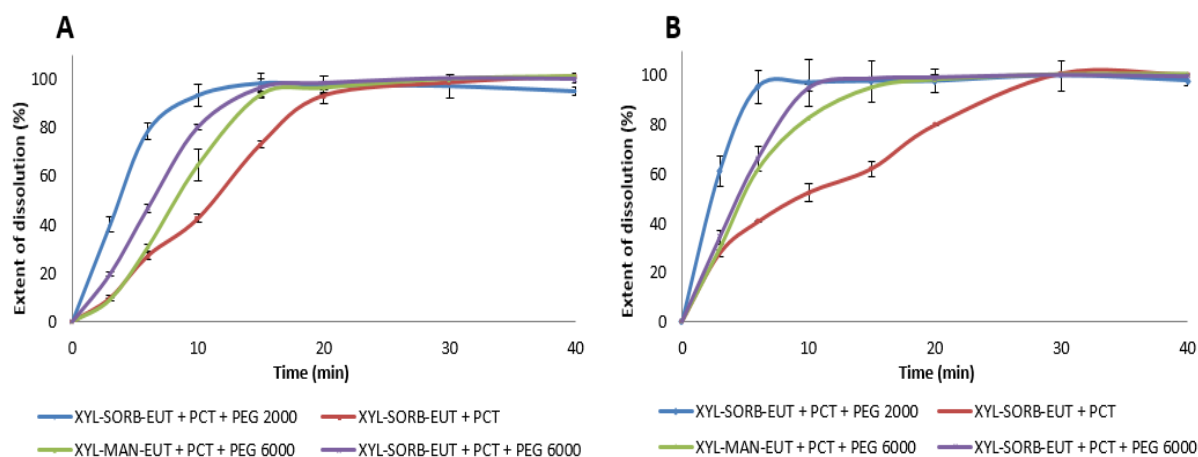 A
Extent of dissolution (%)
100
80
60
40
20
0
0 10 20 30 40
Time (min)
XYL-SORB-EUT + PCT + PEG 2000 XYL-SORB-EUT + PCT
XYL-MAN-EUT + PCT + PEG 6000 XYL-SORB-EUT + PCT + PEG 6000
B
Extent of dissolution (%)
100
80
60
40
20
0
0 10 20 30 40
Time (min)
XYL-SORB-EUT + PCT + PEG 2000 XYL-SORB-EUT + PCT
XYL-MAN-EUT + PCT + PEG 6000 XYL-SORB-EUT + PCT + PEG 6000